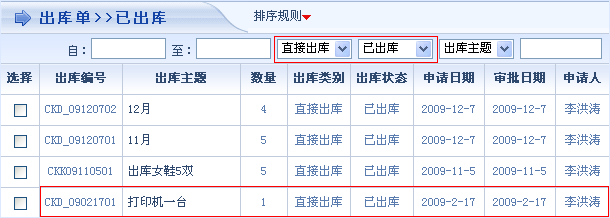 出库单>>已出库 排序规则
自： 至： 直接出库 已出库 出库主题
选择 出库编号 出库主题 数量 出库类别 出库状态 申请日期 审批日期 申请人
CKD_09120702 12月 4 直接出库 已出库 2009-12-7 2009-12-7 李洪涛
CKD_09120701 11月 5 直接出库 已出库 2009-12-7 2009-12-7 李洪涛
CKK09110501 出库女鞋5双 5 直接出库 已出库 2009-11-5 2009-11-5 李洪涛
CKD_09021701 打印机一台 1 直接出库 已出库 2009-2-17 2009-2-17 李洪涛